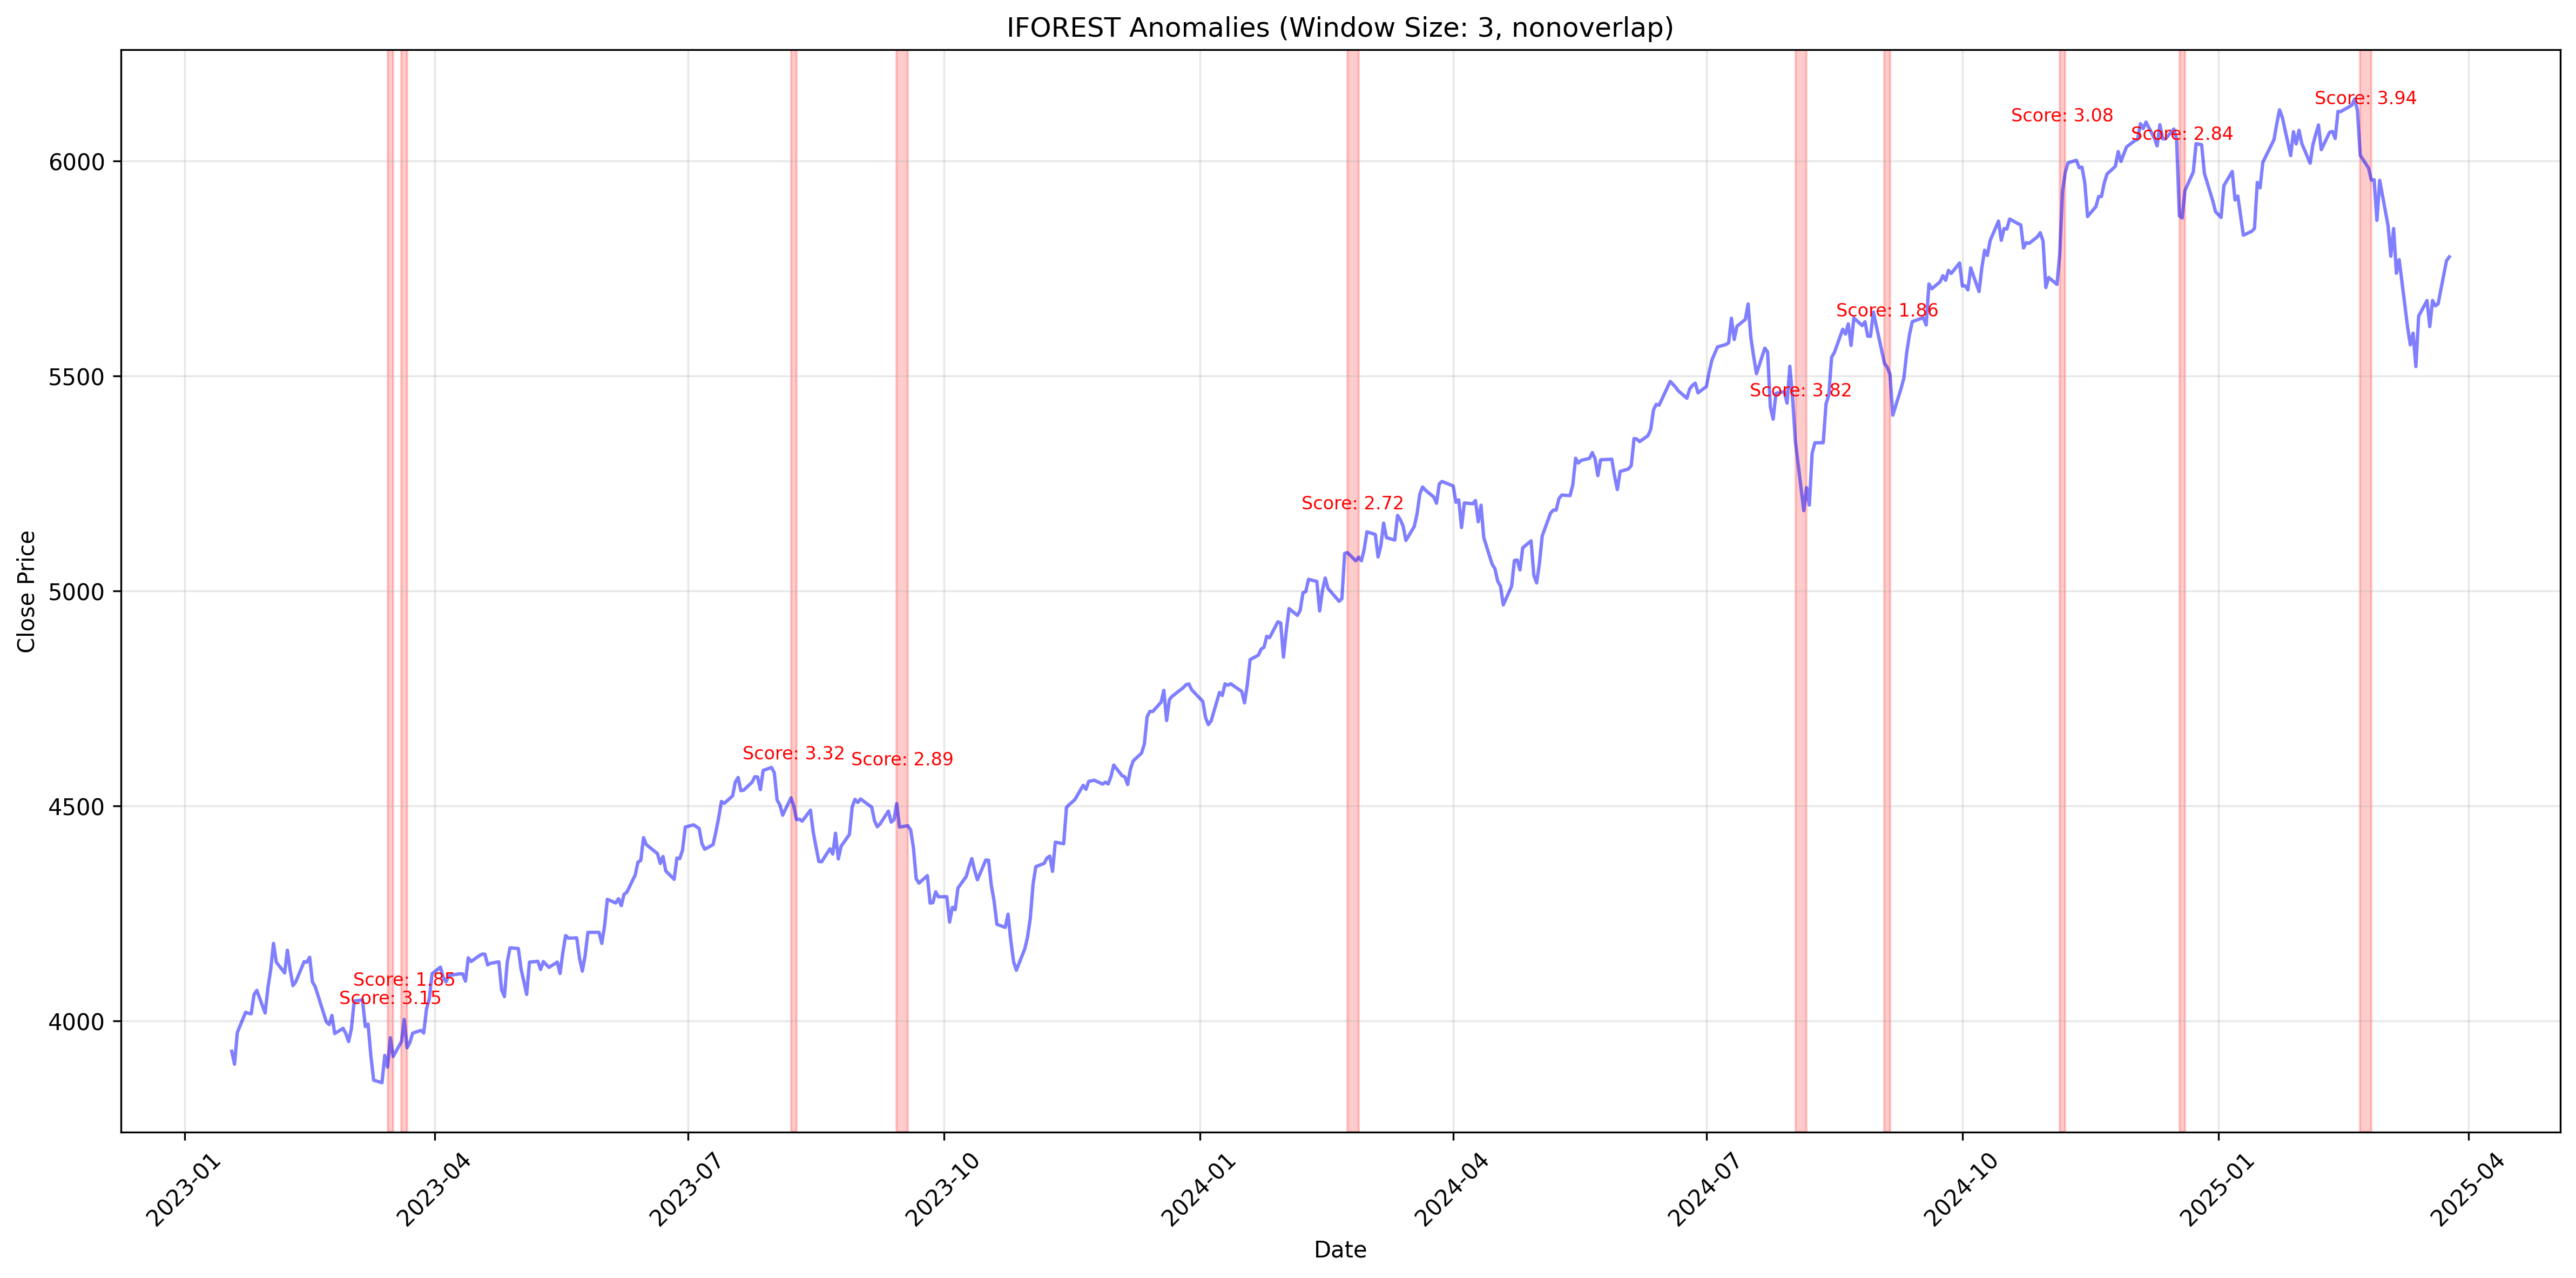 IFOREST Anomalies (Window Size: 3, nonoverlap)
Score: 3.94
Score: 3.08
Score: 2.84
6000
Score: 1.86
5500
Score: 3.82
Score: 2.72
5000
Score: 3.32
Score: 2.89
4500
Score: 1.85
Score: 3.15
4000
Close Price
2023-01
2023-04
2023-07
2023-10
2024-01
2024-04
2024-07
2024-10
2025-01
2025-04
Date